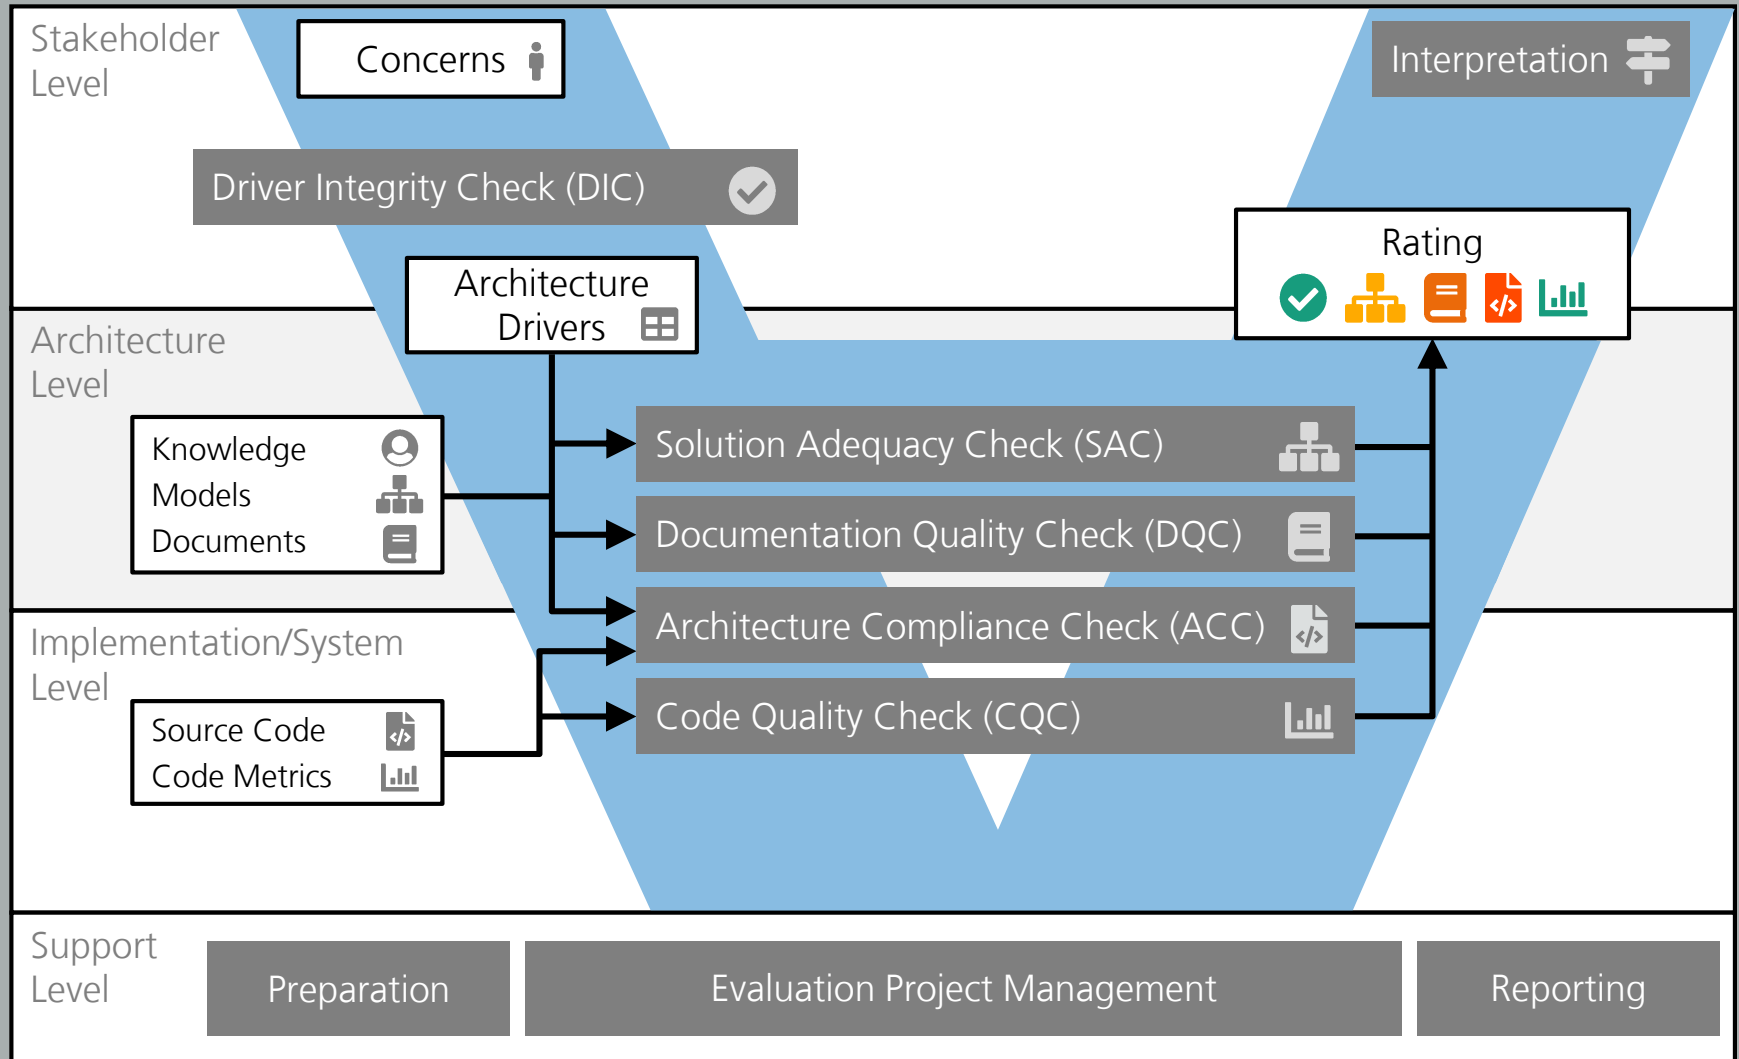 Stakeholder
Level
Concerns
Interpretation
Driver Integrity Check (DIC)
Rating
Architecture
Drivers
Architecture
Level
Knowledge
Models
Documents
Solution Adequacy Check (SAC)
Documentation Quality Check (DQC)
Architecture Compliance Check (ACC)
Implementation/System
Level
Source Code
Code Metrics
Code Quality Check (CQC)
Support
Level
Preparation
Evaluation Project Management
Reporting